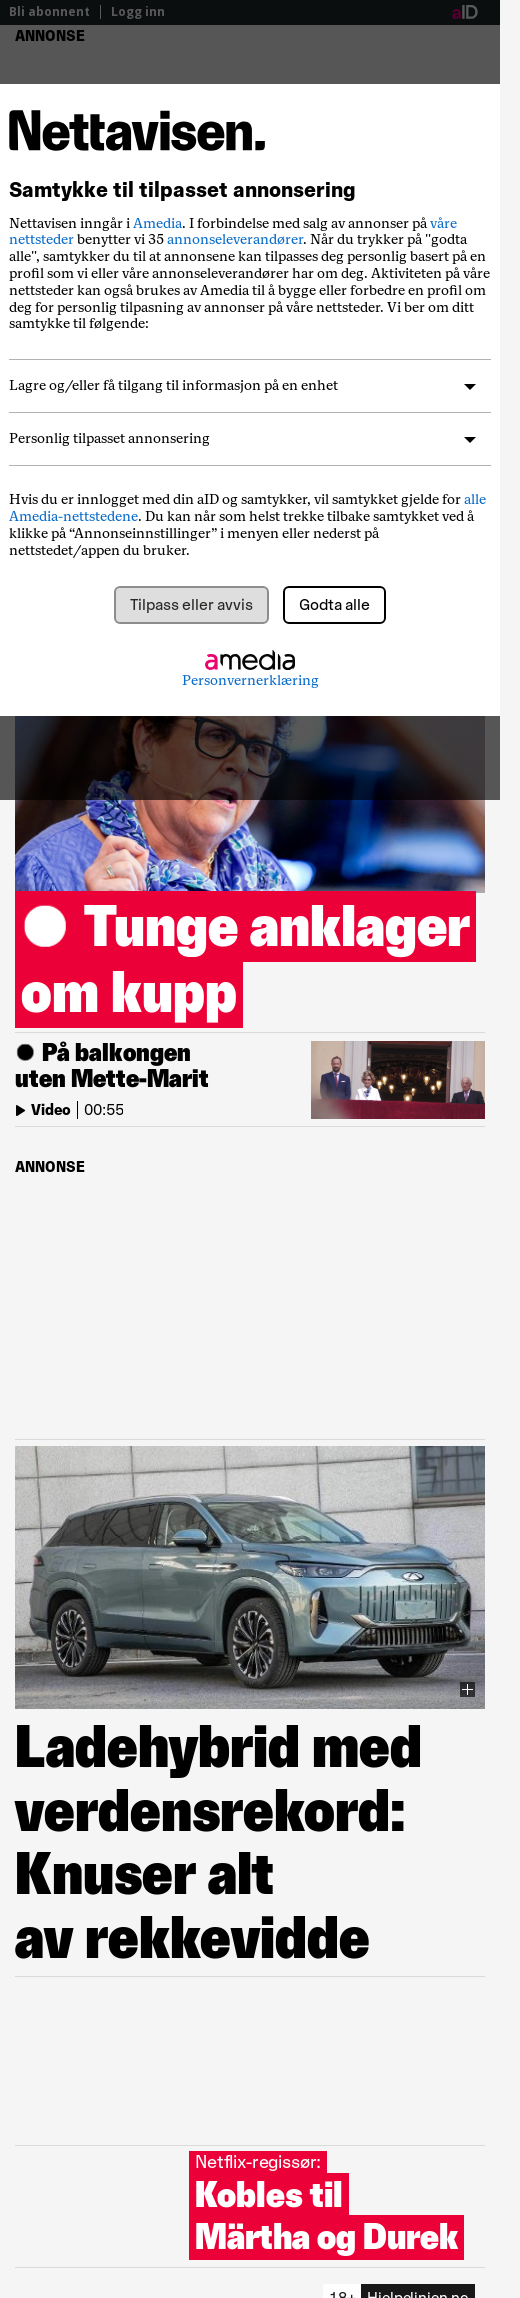 Bli abonnent
Logg inn
aID
ANNONSE
Nettavisen.
Samtykke til tilpasset annonsering
Nettavisen inngår i Amedia. I forbindelse med salg av annonser på våre
nettsteder benytter vi 35 annonseleverandører. Når du trykker på "godta
alle", samtykker du til at annonsene kan tilpasses deg personlig basert på en
profil som vi eller våre annonseleverandører har om deg. Aktiviteten på våre
nettsteder kan også brukes av Amedia til å bygge eller forbedre en profil om
deg for personlig tilpasning av annonser på våre nettsteder. Vi ber om ditt
samtykke til følgende:
Lagre og/eller få tilgang til informasjon på en enhet
Personlig tilpasset annonsering
Hvis du er innlogget med din aID og samtykker, vil samtykket gjelde for alle
Amedia-nettstedene. Du kan når som helst trekke tilbake samtykket ved å
klikke på “Annonseinnstillinger” i menyen eller nederst på
nettstedet/appen du bruker.
Tilpass eller avvis
Godta alle
amedia
Personvernerklæring
Tunge anklager
om kupp
På balkongen
uten Mette-Marit
Video
00:55
ANNONSE
Ladehybrid med
verdensrekord:
Knuser alt
av rekkevidde
Netflix-regissør:
Kobles til
Märtha og Durek
18+ Hjelpelinjen.no